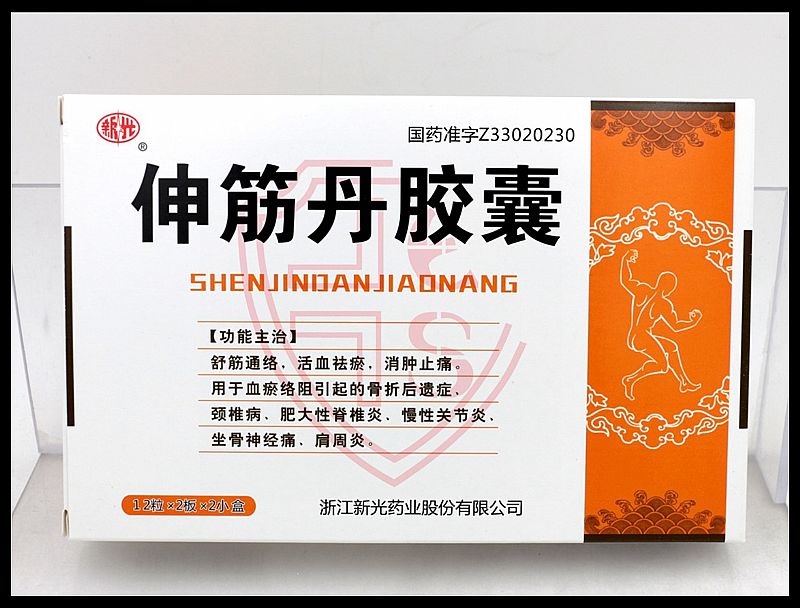 新光
®
国药准字Z33020230
伸筋丹胶囊
SHENJINDANJIAONANG
【功能主治】
舒筋通络，活血祛瘀，消肿止痛。
用于血瘀络阻引起的骨折后遗症、
颈椎病、肥大性脊椎炎、慢性关节炎、
坐骨神经痛、肩周炎。
12粒×2板×2小盒
浙江新光药业股份有限公司